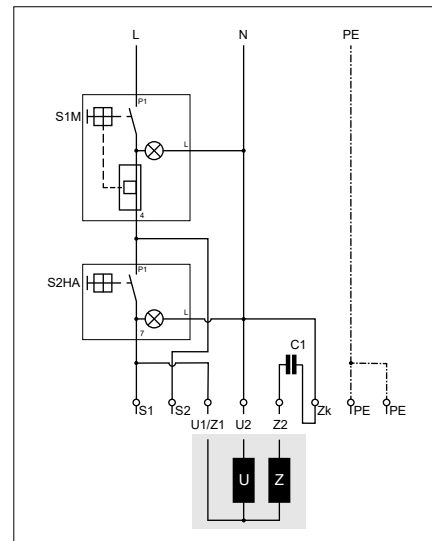 L N PE
P1
S1M
L
4
P1
S2HA
L
7
C1
S1 S2 U1/Z1 U2 Z2 Zk PE PE
U Z